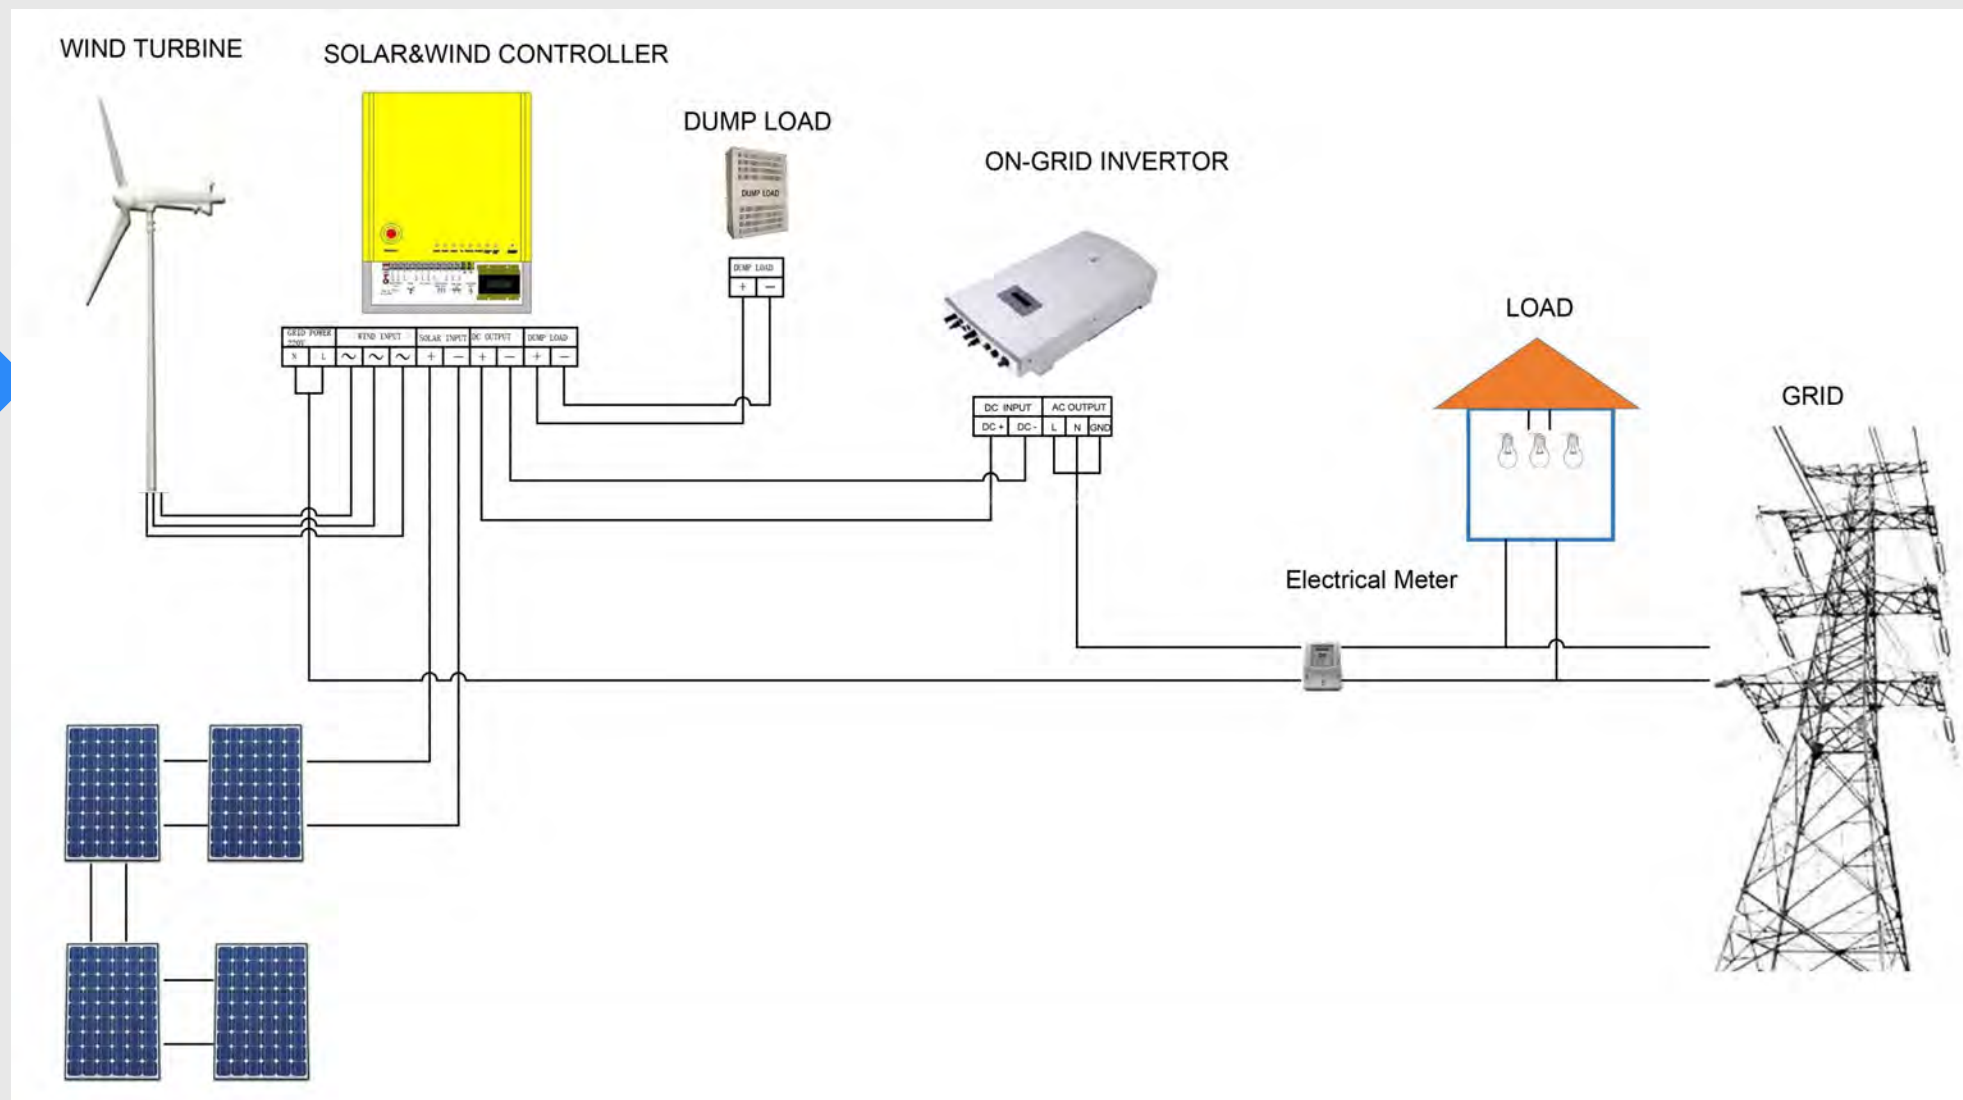 WIND TURBINE
SOLAR&WIND CONTROLLER
DUMP LOAD
DUMP LOAD
ON-GRID INVERTOR
DUMP LOAD
+ −
GRID POWER
220V
WIND INPUT
SOLAR INPUT
DC OUTPUT
DUMP LOAD
N L ~ ~ ~ + − + − + −
DC INPUT
AC OUTPUT
DC + DC - L N GND
LOAD
GRID
Electrical Meter